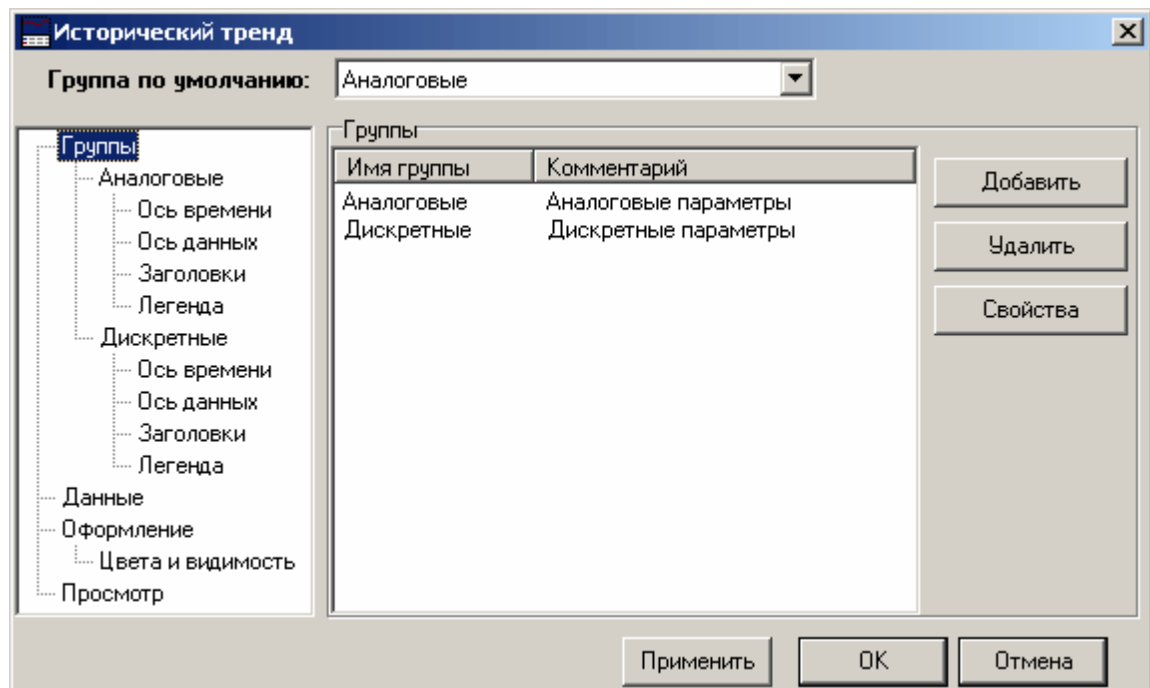 Исторический тренд
Группа по умолчанию: Аналоговые
Группы
Аналоговые
Ось времени
Ось данных
Заголовки
Легенда
Дискретные
Ось времени
Ось данных
Заголовки
Легенда
Данные
Оформление
Цвета и видимость
Просмотр
Группы
Имя группы Комментарий
Аналоговые Аналоговые параметры
Дискретные Дискретные параметры
Добавить
Удалить
Свойства
Применить OK Отмена